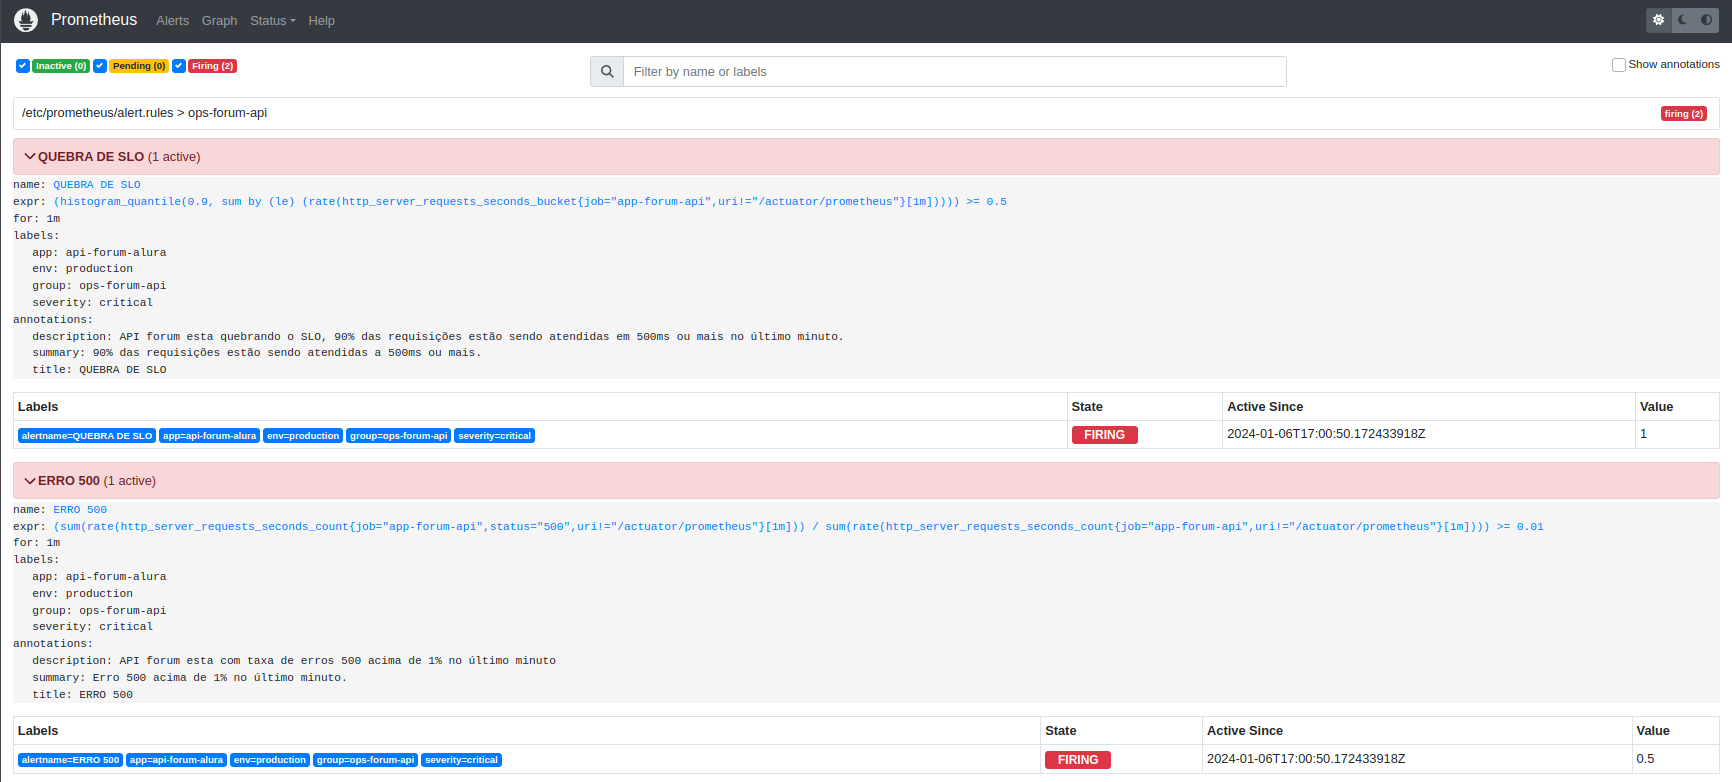 Prometheus Alerts Graph Status Help
Inactive (0) Pending (0) Firing (2) Filter by name or labels Show annotations
/etc/prometheus/alert.rules > ops-forum-api firing (2)
QUEBRA DE SLO (1 active)
name: QUEBRA DE SLO
expr: (histogram_quantile(0.9, sum by (le) (rate(http_server_requests_seconds_bucket{job="app-forum-api",uri!="/actuator/prometheus"}[1m])))) >= 0.5
for: 1m
labels:
app: api-forum-alura
env: production
group: ops-forum-api
severity: critical
annotations:
description: API forum esta quebrando o SLO, 90% das requisições estão sendo atendidas em 500ms ou mais no último minuto.
summary: 90% das requisições estão sendo atendidas a 500ms ou mais.
title: QUEBRA DE SLO
Labels State Active Since Value
alertname=QUEBRA DE SLO app=api-forum-alura env=production group=ops-forum-api severity=critical FIRING 2024-01-06T17:00:50.172433918Z 1
ERRO 500 (1 active)
name: ERRO 500
expr: (sum(rate(http_server_requests_seconds_count{job="app-forum-api",status="500",uri!="/actuator/prometheus"}[1m])) / sum(rate(http_server_requests_seconds_count{job="app-forum-api",uri!="/actuator/prometheus"}[1m]))) >= 0.01
for: 1m
labels:
app: api-forum-alura
env: production
group: ops-forum-api
severity: critical
annotations:
description: API forum esta com taxa de erros 500 acima de 1% no último minuto
summary: Erro 500 acima de 1% no último minuto.
title: ERRO 500
Labels State Active Since Value
alertname=ERRO 500 app=api-forum-alura env=production group=ops-forum-api severity=critical FIRING 2024-01-06T17:00:50.172433918Z 0.5